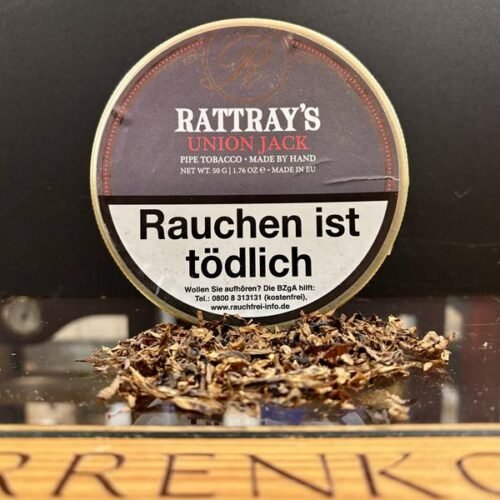 RATTRAY'S
UNION JACK
PIPE TOBACCO • MADE BY HAND
NET WT. 50 G | 1.76 OZ ℮ • MADE IN EU
Rauchen ist
tödlich
Wollen Sie aufhören? Die BZgA hilft:
Tel.: 0800 8 313131 (kostenfrei),
www.rauchfrei-info.de
RRENKO